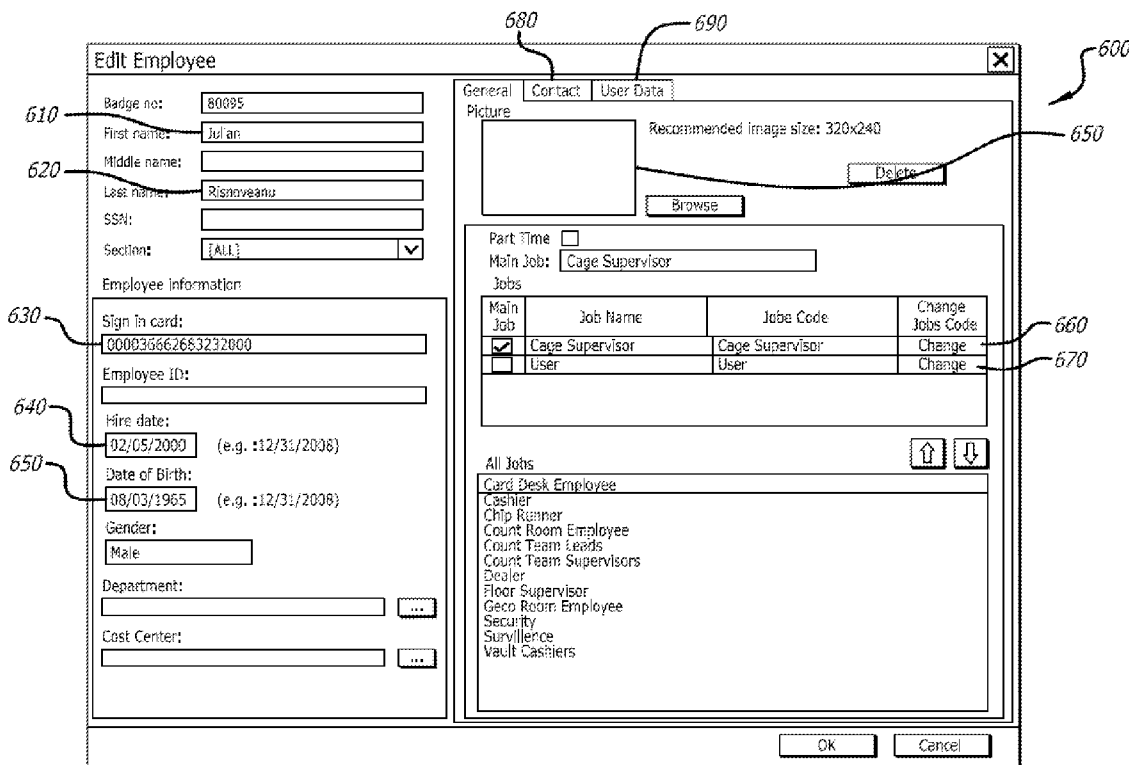 680
690
600
Edit Employee
General Contact User Data
Badge no: 80095
610
First name: Julian
Middle name:
620
Last name: Risnoveanu
SSN:
Section: [ALL]
Picture
Recommended image size: 320x240
650
Delete
Browse
Employee information
630
Sign in card:
000036662683232000
Employee ID:
640
Hire date:
02/05/2000 (e.g. :12/31/2008)
650
Date of Birth:
08/03/1965 (e.g. :12/31/2008)
Gender:
Male
Department:
...
Cost Center:
...
Part Time
Main Job: Cage Supervisor
Jobs
Main Job Job Name Jobs Code Change Jobs Code
Cage Supervisor Cage Supervisor Change
660
User User Change
670
All Jobs
Card Desk Employee
Cashier
Chip Runner
Count Room Employee
Count Team Leads
Count Team Supervisors
Dealer
Floor Supervisor
Geco Room Employee
Security
Survillence
Vault Cashiers
OK Cancel